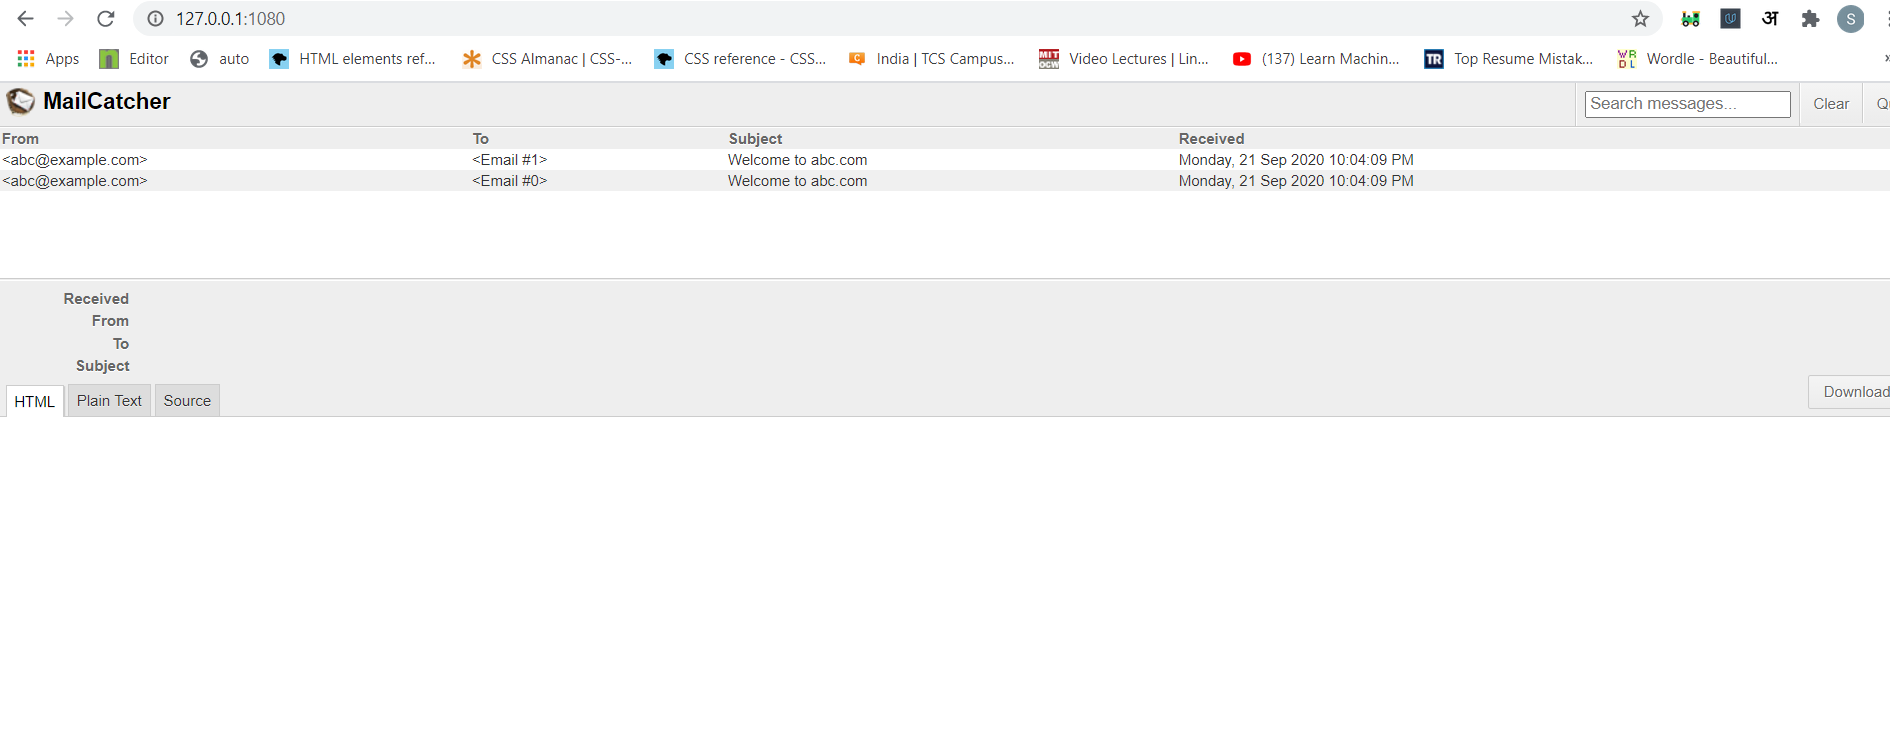 127.0.0.1:1080
S
Apps Editor auto HTML elements ref... CSS Almanac | CSS-... CSS reference - CSS... India | TCS Campus... MIT OCW Video Lectures | Lin... (137) Learn Machin... TR Top Resume Mistak... Wordle - Beautiful...
MailCatcher Search messages... Clear Q
From To Subject Received
<abc@example.com> <Email #1> Welcome to abc.com Monday, 21 Sep 2020 10:04:09 PM
<abc@example.com> <Email #0> Welcome to abc.com Monday, 21 Sep 2020 10:04:09 PM
Received
From
To
Subject
HTML Plain Text Source Download